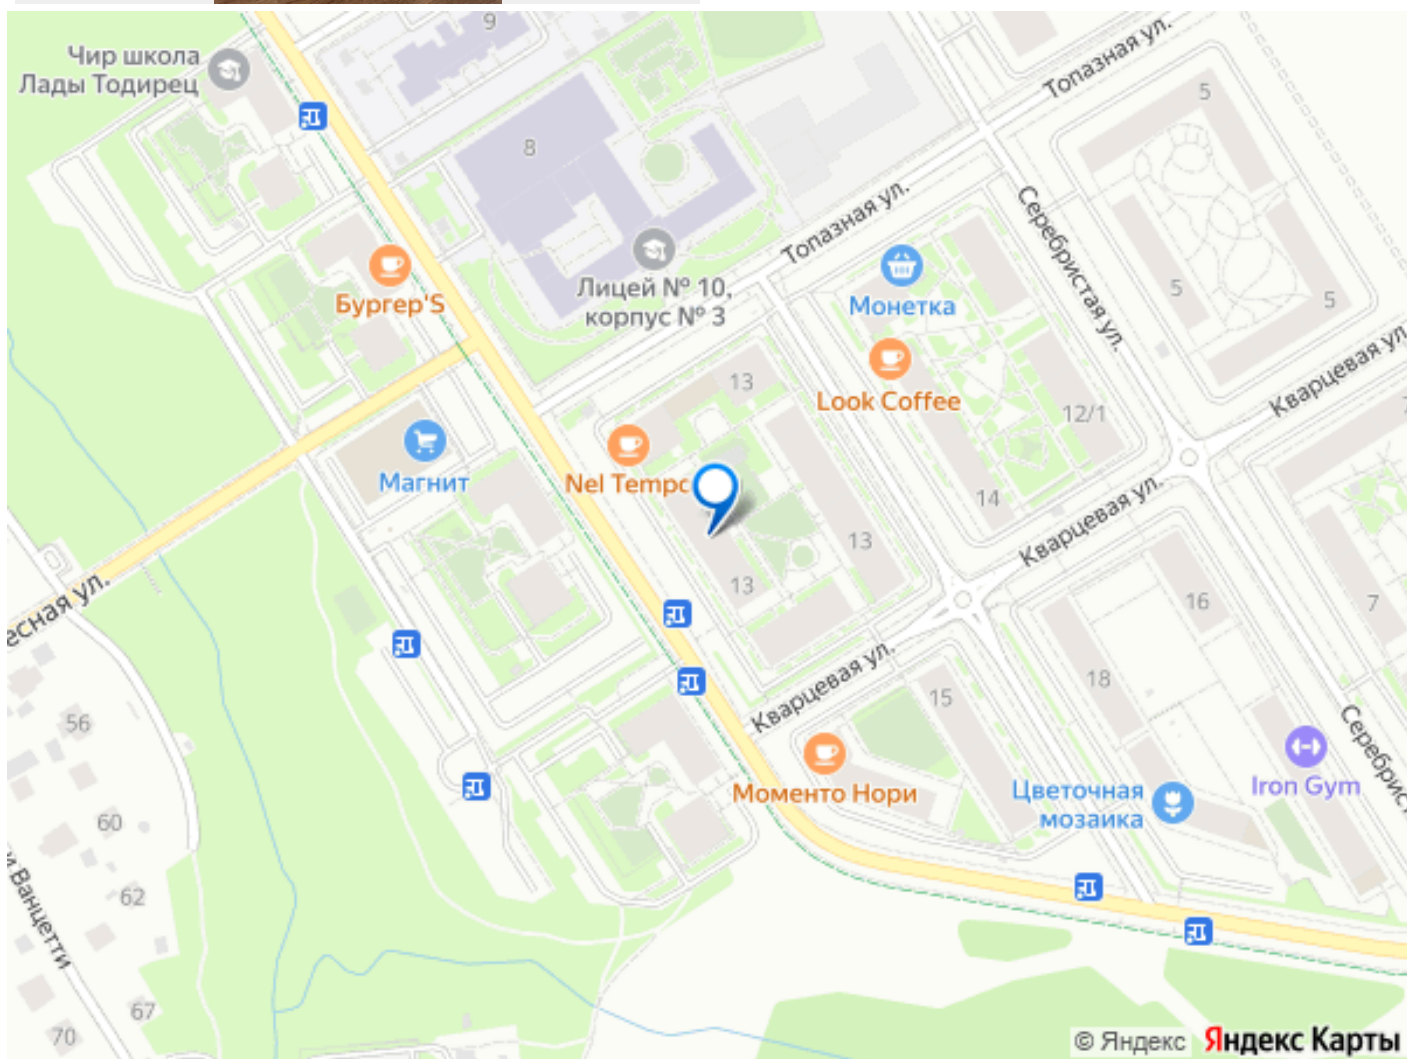 9
Чир школа
Лады Тодирец
Топазная ул.
5
8
Топазная ул.
Серебристая ул.
Бургер'S
Лицей № 10,
корпус № 3
Монетка
5
5
Кварцевая ул.
13
Look Coffee
12/1
Магнит
Nel Tempo
14
Кварцевая ул.
13
13
16
7
есная ул.
18
15
Кварцевая ул.
56
Серебрист
Iron Gym
Моменто Нори
Цветочная
мозаика
60
и Ванцетти
62
67
70
© Яндекс Яндекс Карты